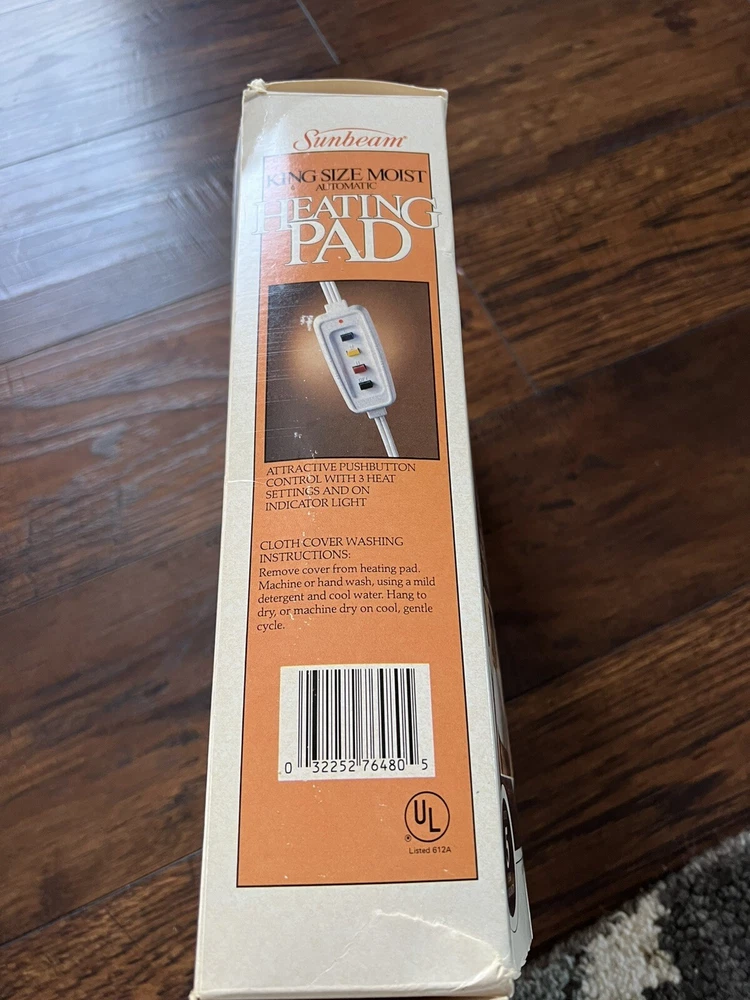 Sunbeam®
KING SIZE MOIST
AUTOMATIC
HEATING
PAD
ATTRACTIVE PUSHBUTTON
CONTROL WITH 3 HEAT
SETTINGS AND ON
INDICATOR LIGHT
CLOTH COVER WASHING
INSTRUCTIONS:
Remove cover from heating pad.
Machine or hand wash, using a mild
detergent and cool water. Hang to
dry, or machine dry on cool, gentle
cycle.
0 32252 76480 5
UL ®
Listed 612A